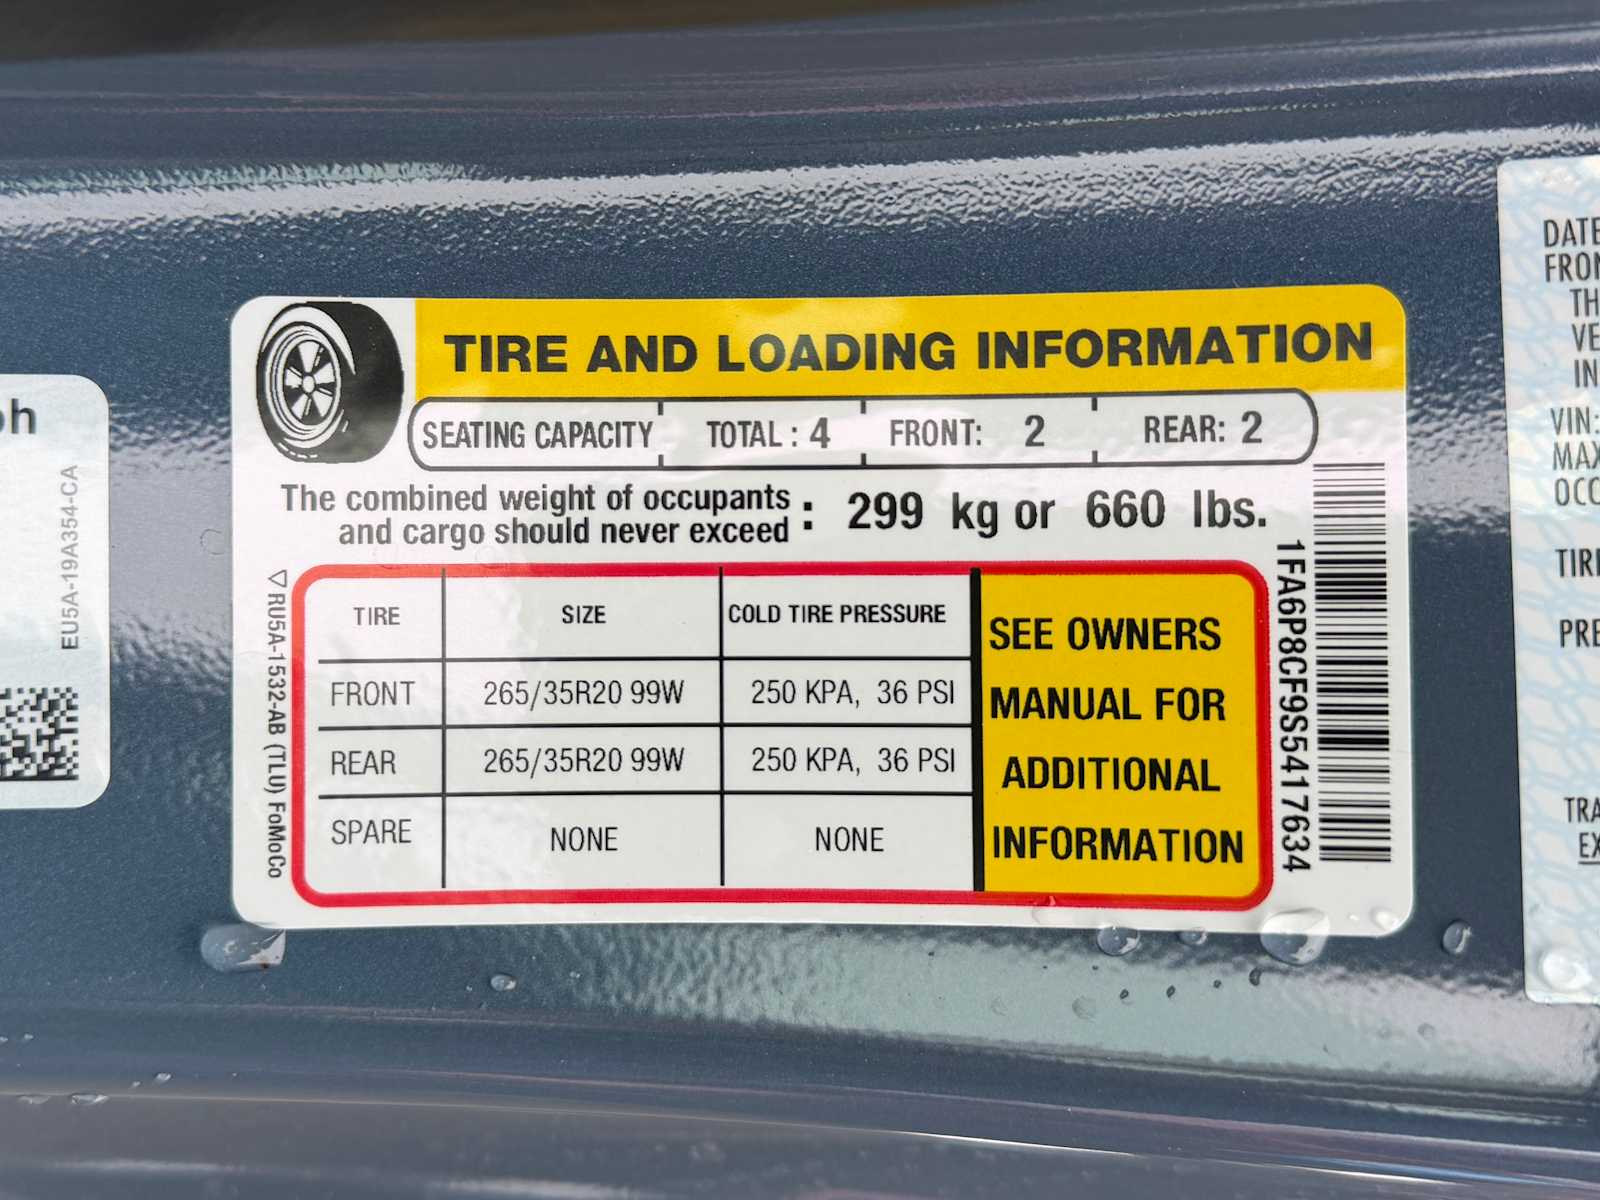 TIRE AND LOADING INFORMATION
SEATING CAPACITY TOTAL : 4 FRONT: 2 REAR: 2
The combined weight of occupants
and cargo should never exceed : 299 kg or 660 lbs.
TIRE SIZE COLD TIRE PRESSURE
FRONT 265/35R20 99W 250 KPA, 36 PSI
REAR 265/35R20 99W 250 KPA, 36 PSI
SPARE NONE NONE
SEE OWNERS
MANUAL FOR
ADDITIONAL
INFORMATION
1FA6P8CF9S5417634
RU5A-1532-AB (TLU) FoMoCo
EU5A-19A354-CA
VIN: